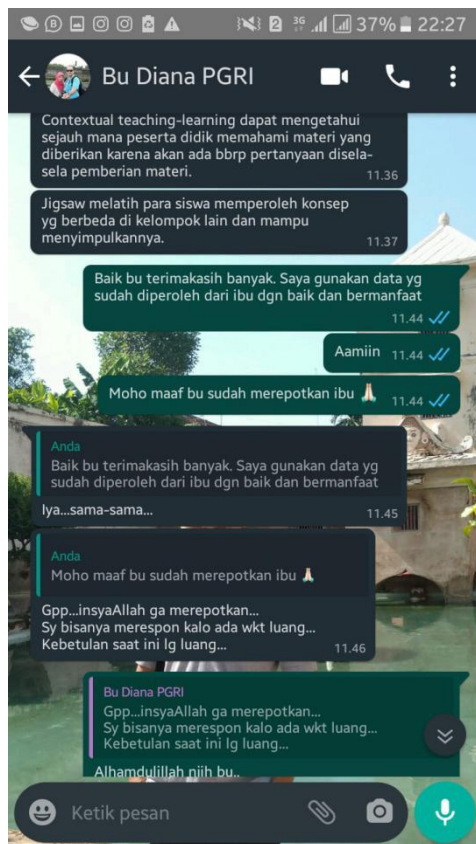 36 37% 22:27
Bu Diana PGRI
Contextual teaching-learning dapat mengetahui
sejauh mana peserta didik memahami materi yang
diberikan karena akan ada bbrp pertanyaan disela-
sela pemberian materi. 11.36
Jigsaw melatih para siswa memperoleh konsep
yg berbeda di kelompok lain dan mampu
menyimpulkannya. 11.37
Baik bu terimakasih banyak. Saya gunakan data yg
sudah diperoleh dari ibu dgn baik dan bermanfaat
11.44
Aamiin 11.44
Moho maaf bu sudah merepotkan ibu 🙏🏻 11.44
Anda
Baik bu terimakasih banyak. Saya gunakan data yg
sudah diperoleh dari ibu dgn baik dan bermanfaat
Iya...sama-sama... 11.45
Anda
Moho maaf bu sudah merepotkan ibu 🙏🏻
Gpp...insyaAllah ga merepotkan...
Sy bisanya merespon kalo ada wkt luang...
Kebetulan saat ini lg luang... 11.46
Bu Diana PGRI
Gpp...insyaAllah ga merepotkan...
Sy bisanya merespon kalo ada wkt luang...
Kebetulan saat ini lg luang...
Alhamdulillah niih bu..
Ketik pesan